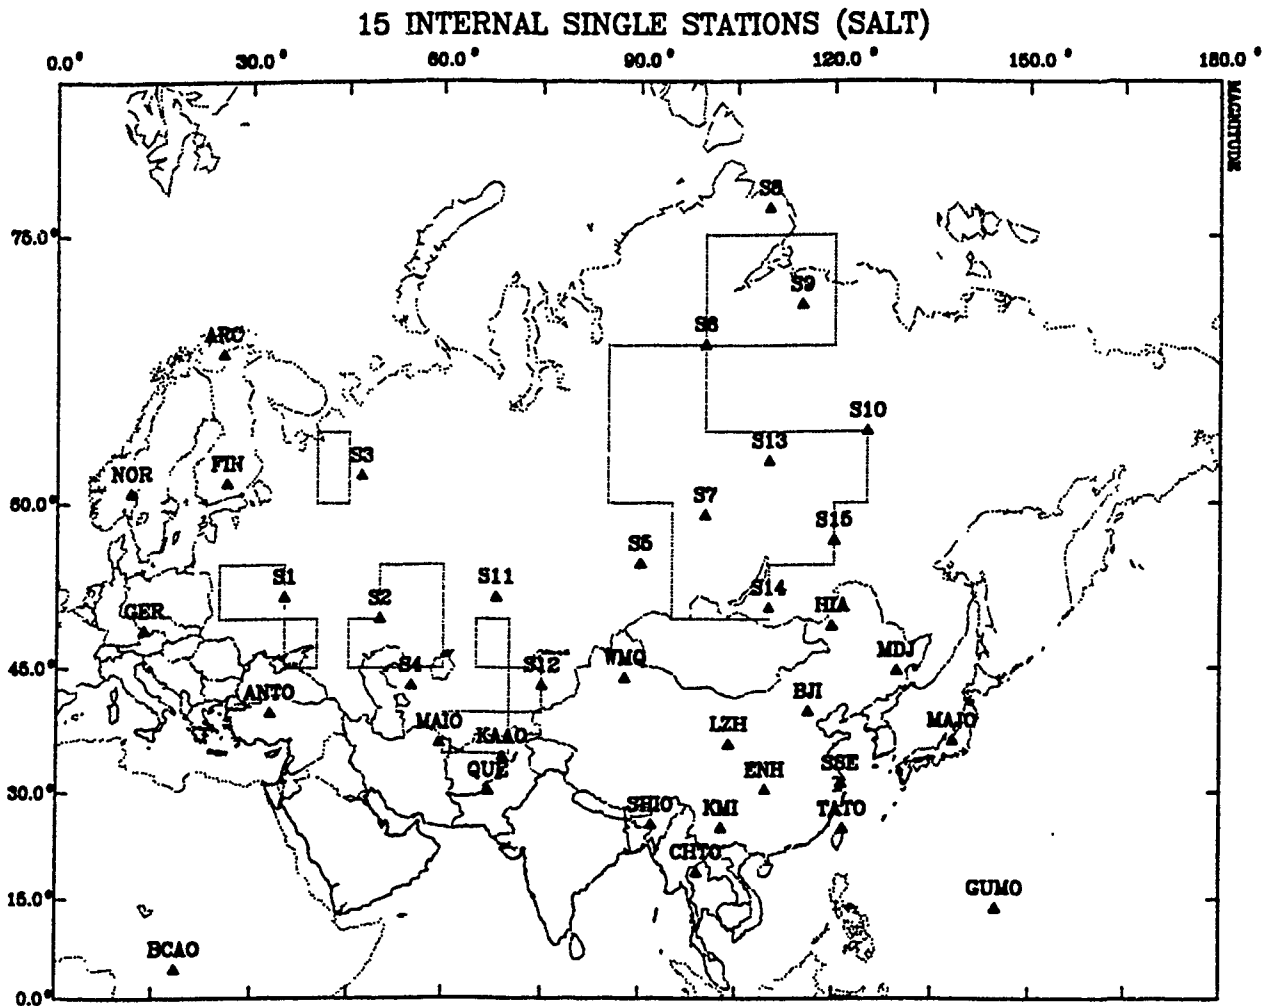 15 INTERNAL SINGLE STATIONS (SALT)
0.0° 30.0° 60.0° 90.0° 120.0° 150.0° 180.0°
MAGNITUDE
S8
75.0°
S9
S6
ARC
S10
S13
S3
FIN
NOR
S7
60.0°
S15
S5
S1
S11
S2
S14
HIA
GER
MDJ
WMQ
S4
S12
45.0°
ANTO
BJI
MAIO
LZH
MAJO
KAAO
SSE
QUE
ENH
30.0°
SHIO
KMI
TATO
CHTO
GUMO
15.0°
BCAO
0.0°